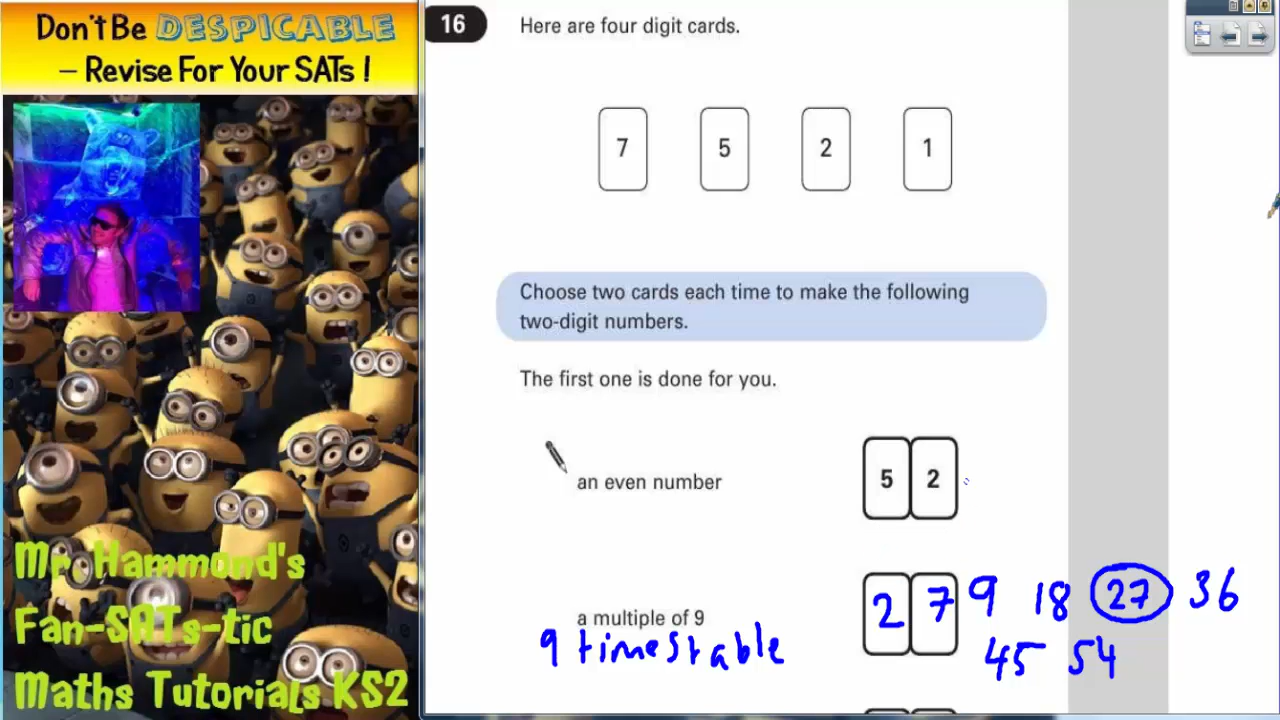 Don't Be DESPICABLE
– Revise For Your SATs !
Mr. Hammond's
Fan-SATs-tic
Maths Tutorials KS2
16 Here are four digit cards.
7 5 2 1
Choose two cards each time to make the following
two-digit numbers.
The first one is done for you.
an even number 5 2
a multiple of 9 2 7 9 18 27 36
9 timestable 45 54